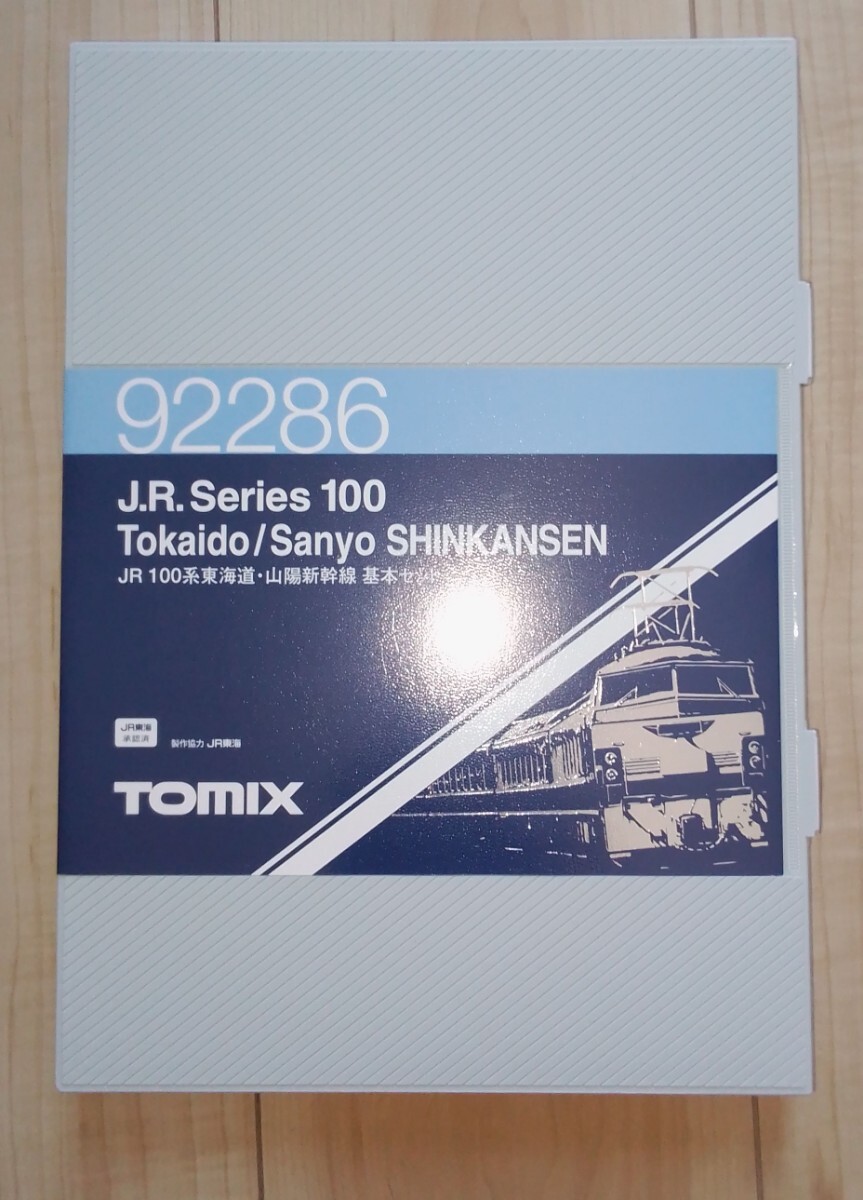 92286
J.R. Series 100
Tokaido/Sanyo SHINKANSEN
JR 100系東海道・山陽新幹線 基本セット
JR東海
承認済
製作協力 JR東海
TOMIX